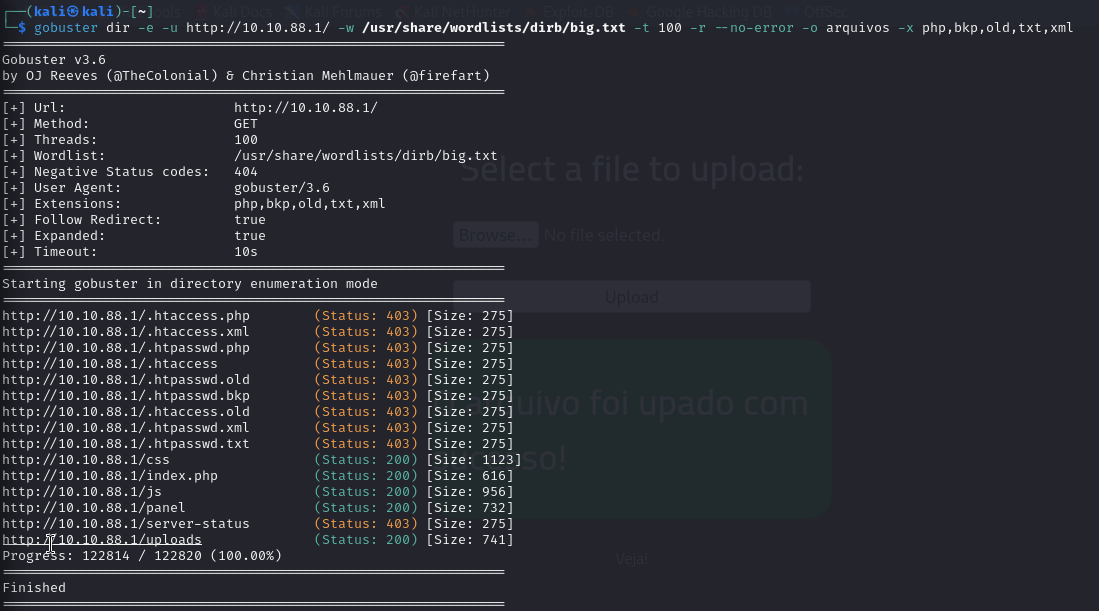 Tools Kali Docs Kali Forums Kali NetHunter Exploit-DB Google Hacking DB OffSec
┌──(kali㉿kali)-[~]
└─$ gobuster dir -e -u http://10.10.88.1/ -w /usr/share/wordlists/dirb/big.txt -t 100 -r --no-error -o arquivos -x php,bkp,old,txt,xml
===============================================================
Gobuster v3.6
by OJ Reeves (@TheColonial) & Christian Mehlmauer (@firefart)
===============================================================
[+] Url: http://10.10.88.1/
[+] Method: GET
[+] Threads: 100
[+] Wordlist: /usr/share/wordlists/dirb/big.txt
[+] Negative Status codes: 404
[+] User Agent: gobuster/3.6
[+] Extensions: php,bkp,old,txt,xml
[+] Follow Redirect: true
[+] Expanded: true
[+] Timeout: 10s
===============================================================
Starting gobuster in directory enumeration mode
===============================================================
http://10.10.88.1/.htaccess.php (Status: 403) [Size: 275]
http://10.10.88.1/.htaccess.xml (Status: 403) [Size: 275]
http://10.10.88.1/.htpasswd.php (Status: 403) [Size: 275]
http://10.10.88.1/.htaccess (Status: 403) [Size: 275]
http://10.10.88.1/.htpasswd.old (Status: 403) [Size: 275]
http://10.10.88.1/.htpasswd.bkp (Status: 403) [Size: 275]
http://10.10.88.1/.htaccess.old (Status: 403) [Size: 275]
http://10.10.88.1/.htpasswd.xml (Status: 403) [Size: 275]
http://10.10.88.1/.htpasswd.txt (Status: 403) [Size: 275]
http://10.10.88.1/css (Status: 200) [Size: 1123]
http://10.10.88.1/index.php (Status: 200) [Size: 616]
http://10.10.88.1/js (Status: 200) [Size: 956]
http://10.10.88.1/panel (Status: 200) [Size: 732]
http://10.10.88.1/server-status (Status: 403) [Size: 275]
http://10.10.88.1/uploads (Status: 200) [Size: 741]
Progress: 122814 / 122820 (100.00%)
===============================================================
Finished
===============================================================
Select a file to upload:
Browse... No file selected.
Upload
foi upado com
Veja!